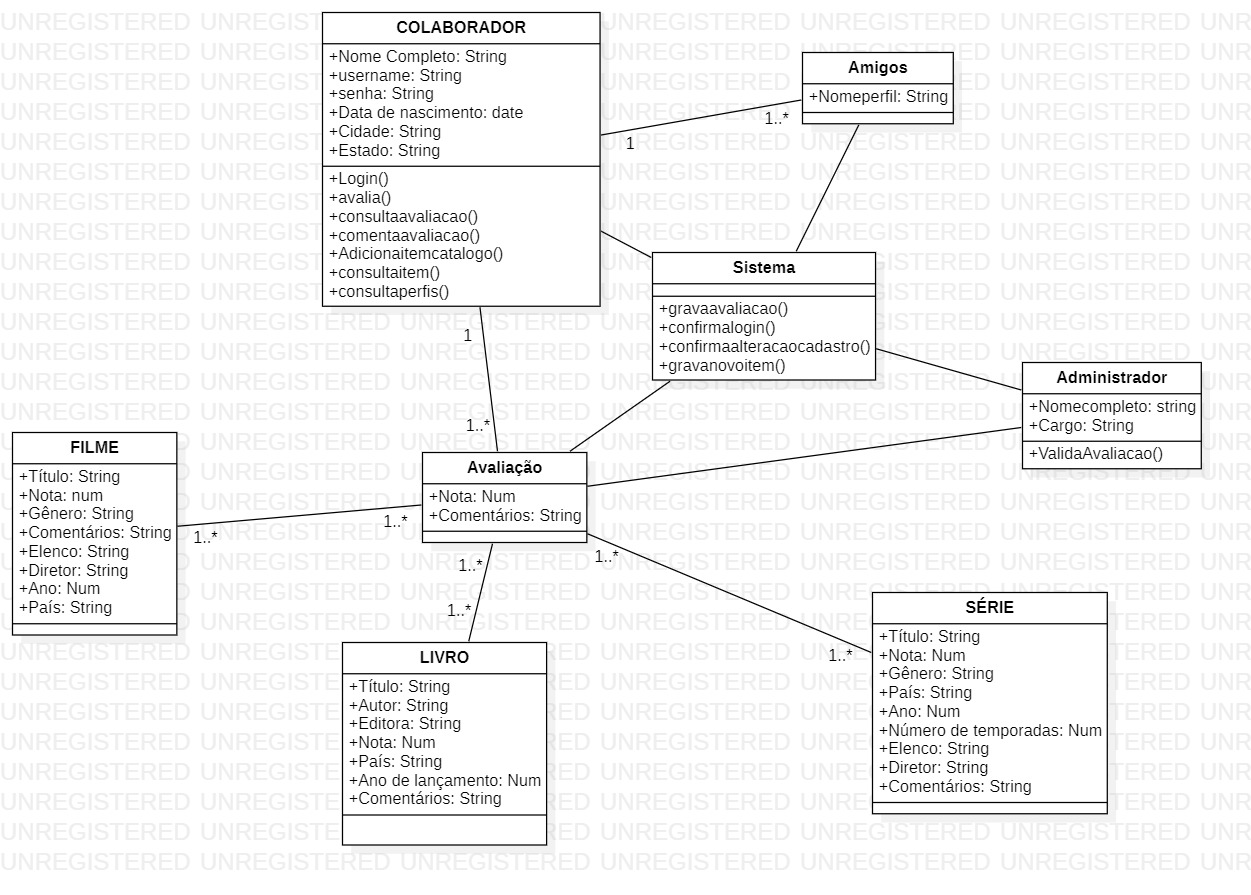 COLABORADOR
+Nome Completo: String
+username: String
+senha: String
+Data de nascimento: date
+Cidade: String
+Estado: String
+Login()
+avalia()
+consultaavaliacao()
+comentaavaliacao()
+Adicionaitemcatalogo()
+consultaitem()
+consultaperfis()
Amigos
+Nomeperfil: String
1..*
1
Sistema
+gravaavaliacao()
+confirmalogin()
+confirmaalteracaocadastro()
+gravanovoitem()
1
1..*
Administrador
+Nomecompleto: string
+Cargo: String
+ValidaAvaliacao()
FILME
+Título: String
+Nota: num
+Gênero: String
+Comentários: String
+Elenco: String
+Diretor: String
+Ano: Num
+País: String
Avaliação
+Nota: Num
+Comentários: String
1..*
1..*
1..*
1..*
1..*
1..*
LIVRO
+Título: String
+Autor: String
+Editora: String
+Nota: Num
+País: String
+Ano de lançamento: Num
+Comentários: String
SÉRIE
+Título: String
+Nota: Num
+Gênero: String
+País: String
+Ano: Num
+Número de temporadas: Num
+Elenco: String
+Diretor: String
+Comentários: String
UNREGISTERED